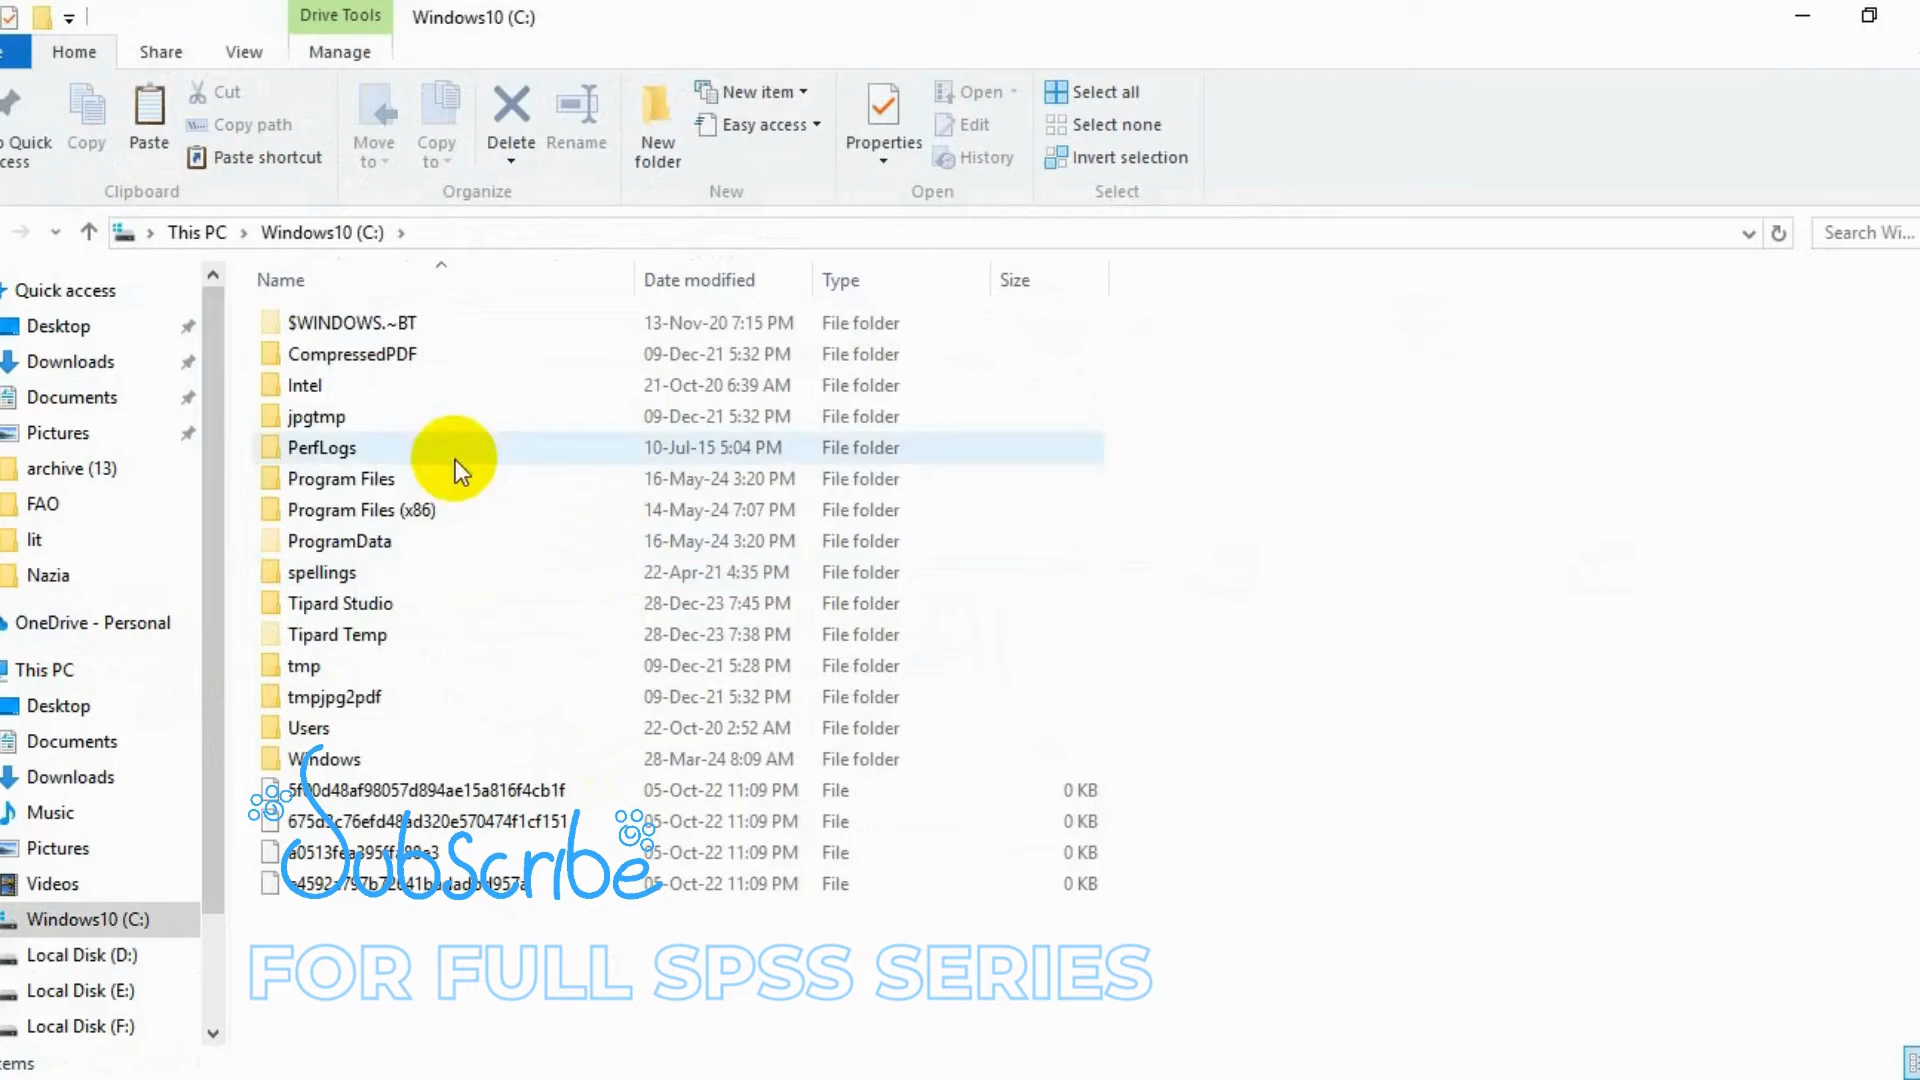 Drive Tools
Windows10 (C:)
Home
Share
View
Manage
Quick
Copy
Paste
Cut
Copy path
Paste shortcut
Clipboard
Move to
Copy to
Delete
Rename
Organize
New folder
New item
Easy access
New
Properties
Open
Edit
History
Open
Select all
Select none
Invert selection
Select
This PC
Windows10 (C:)
Search Wi...
Quick access
Desktop
Downloads
Documents
Pictures
archive (13)
FAO
lit
Nazia
OneDrive - Personal
This PC
Desktop
Documents
Downloads
Music
Pictures
Videos
Windows10 (C:)
Local Disk (D:)
Local Disk (E:)
Local Disk (F:)
Name Date modified Type Size
$WINDOWS.~BT 13-Nov-20 7:15 PM File folder
CompressedPDF 09-Dec-21 5:32 PM File folder
Intel 21-Oct-20 6:39 AM File folder
jpgtmp 09-Dec-21 5:32 PM File folder
PerfLogs 10-Jul-15 5:04 PM File folder
Program Files 16-May-24 3:20 PM File folder
Program Files (x86) 14-May-24 7:07 PM File folder
ProgramData 16-May-24 3:20 PM File folder
spellings 22-Apr-21 4:35 PM File folder
Tipard Studio 28-Dec-23 7:45 PM File folder
Tipard Temp 28-Dec-23 7:38 PM File folder
tmp 09-Dec-21 5:28 PM File folder
tmpjpg2pdf 09-Dec-21 5:32 PM File folder
Users 22-Oct-20 2:52 AM File folder
Windows 28-Mar-24 8:09 AM File folder
05-Oct-22 11:09 PM File 0 KB
05-Oct-22 11:09 PM File 0 KB
05-Oct-22 11:09 PM File 0 KB
05-Oct-22 11:09 PM File 0 KB
Subscribe
FOR FULL SPSS SERIES